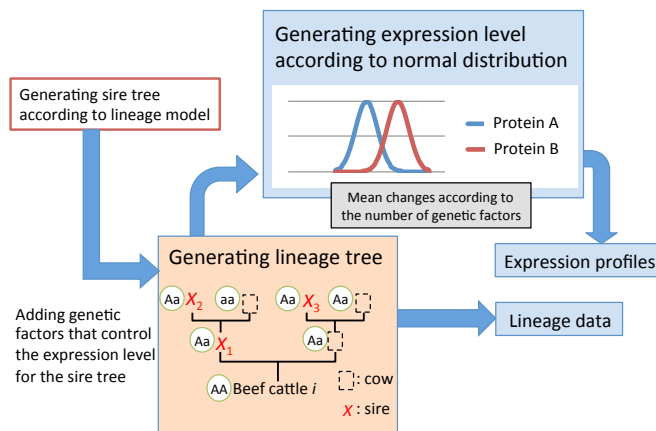 Generating expression level
according to normal distribution
Generating sire tree
according to lineage model
Protein A
Protein B
Mean changes according to
the number of genetic factors
Generating lineage tree
Expression profiles
Aa X2 aa Aa X3 Aa
Adding genetic
factors that control
the expression level
for the sire tree
Lineage data
Aa X1 Aa
AA Beef cattle i
: cow
X : sire